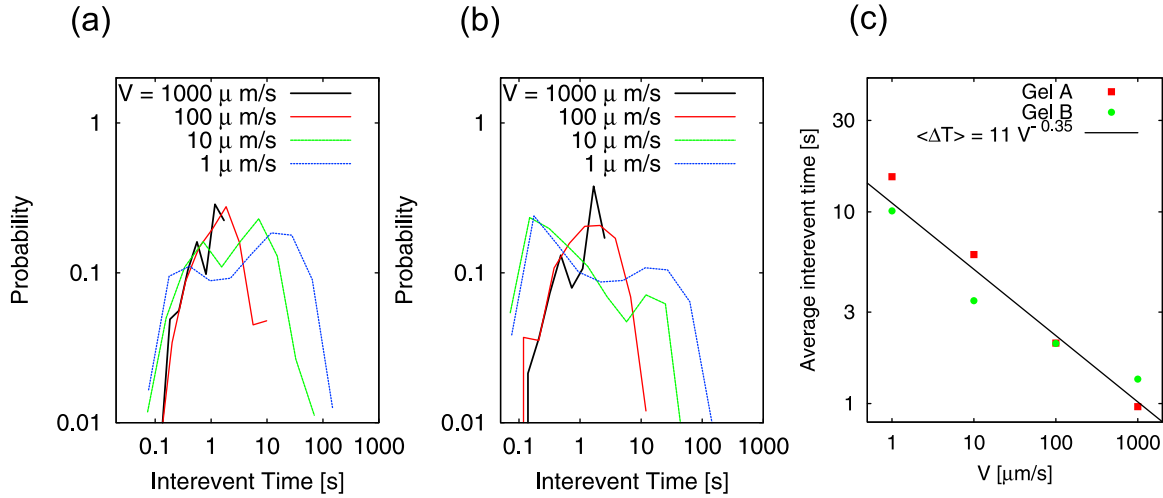 (a)
V = 1000 μ m/s
100 μ m/s
10 μ m/s
1 μ m/s
Probability
1
0.1
0.01
0.1 1 10 100 1000
Interevent Time [s]
(b)
V = 1000 μ m/s
100 μ m/s
10 μ m/s
1 μ m/s
Probability
1
0.1
0.01
0.1 1 10 100 1000
Interevent Time [s]
(c)
Gel A
Gel B
<ΔT> = 11 V^-0.35
Average interevent time [s]
30
10
3
1
1 10 100 1000
V [μm/s]